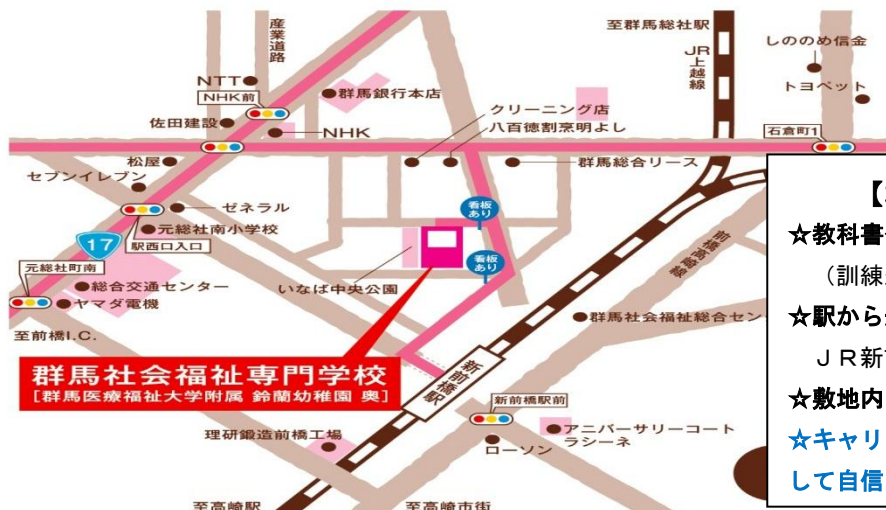 産業道路
至群馬総社駅
JR上越線
しののめ信金
トヨペット
NTT
NHK前
群馬銀行本店
クリーニング店
八百徳割烹明よし
佐田建設
NHK
石倉町1
松屋
群馬総合リース
セブンイレブン
ゼネラル
看板あり
元総社南小学校
17
駅西口入口
看板あり
前橋高崎線
元総社町南
総合交通センター
いなば中央公園
ヤマダ電機
群馬社会福祉総合セン
至前橋I.C.
群馬社会福祉専門学校
[群馬医療福祉大学附属 鈴蘭幼稚園 奥]
新前橋駅
新前橋駅前
理研鍛造前橋工場
アニバーサリーコート
ラシーネ
ローソン
至高崎駅
至高崎市街
【
☆教科書
（訓練
☆駅から
ＪＲ新
☆敷地内
☆キャリ
して自信